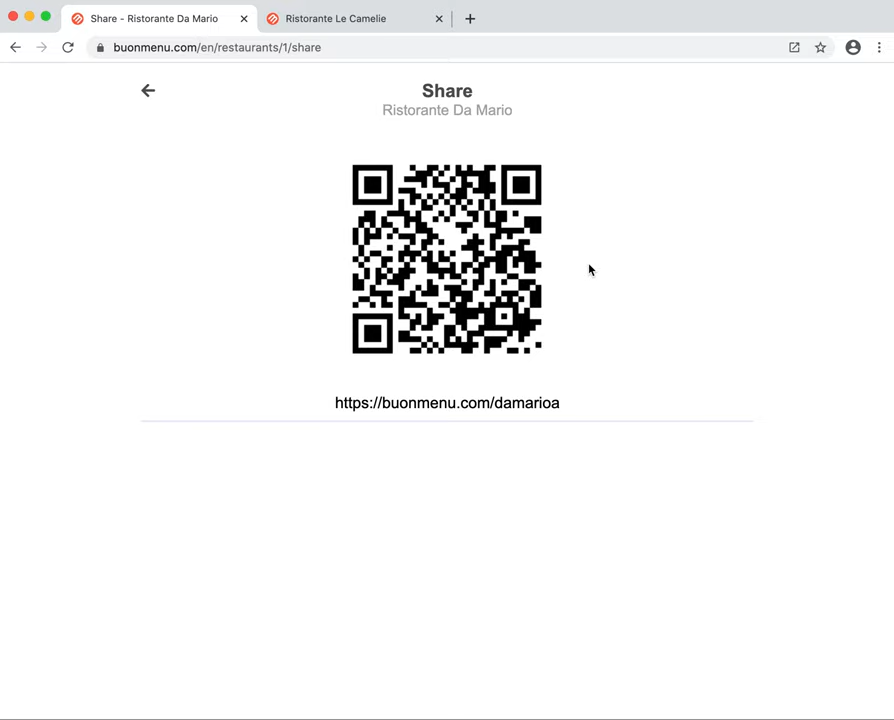 Share - Ristorante Da Mario
Ristorante Le Camelie
buonmenu.com/en/restaurants/1/share
Share
Ristorante Da Mario
https://buonmenu.com/damarioa